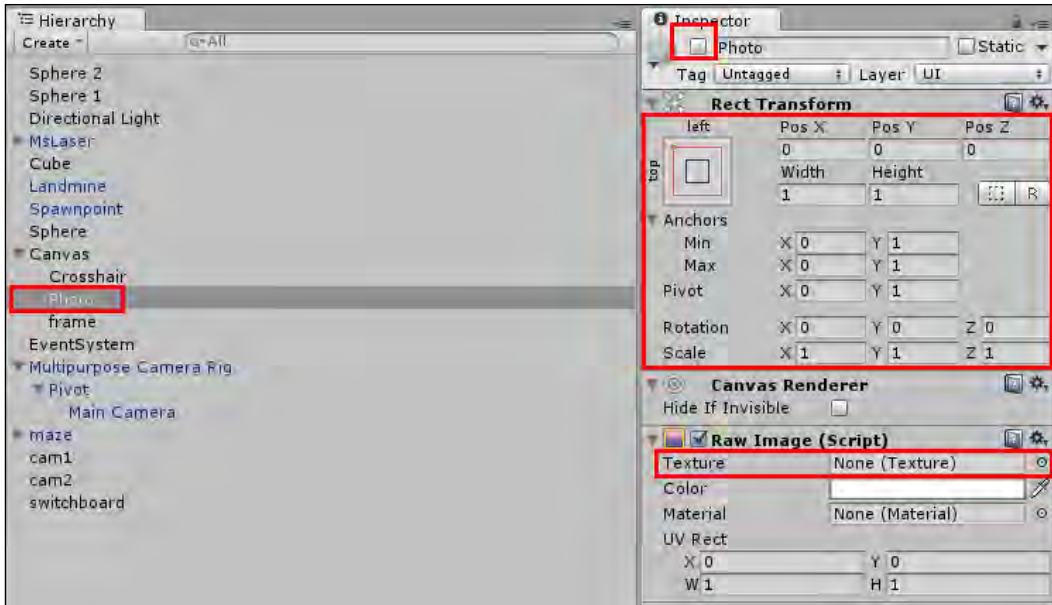 Hierarchy
Create
All
Sphere 2
Sphere 1
Directional Light
MsLaser
Cube
Landmine
Spawnpoint
Sphere
Canvas
Crosshair
Photo
frame
EventSystem
Multipurpose Camera Rig
Pivot
Main Camera
maze
cam1
cam2
switchboard
Inspector
Photo Static
Tag Untagged Layer UI
Rect Transform
left Pos X Pos Y Pos Z
0 0 0
top
Width Height
1 1 R
Anchors
Min X 0 Y 1
Max X 0 Y 1
Pivot X 0 Y 1
Rotation X 0 Y 0 Z 0
Scale X 1 Y 1 Z 1
Canvas Renderer
Hide If Invisible
Raw Image (Script)
Texture None (Texture)
Color
Material None (Material)
UV Rect
X 0 Y 0
W 1 H 1